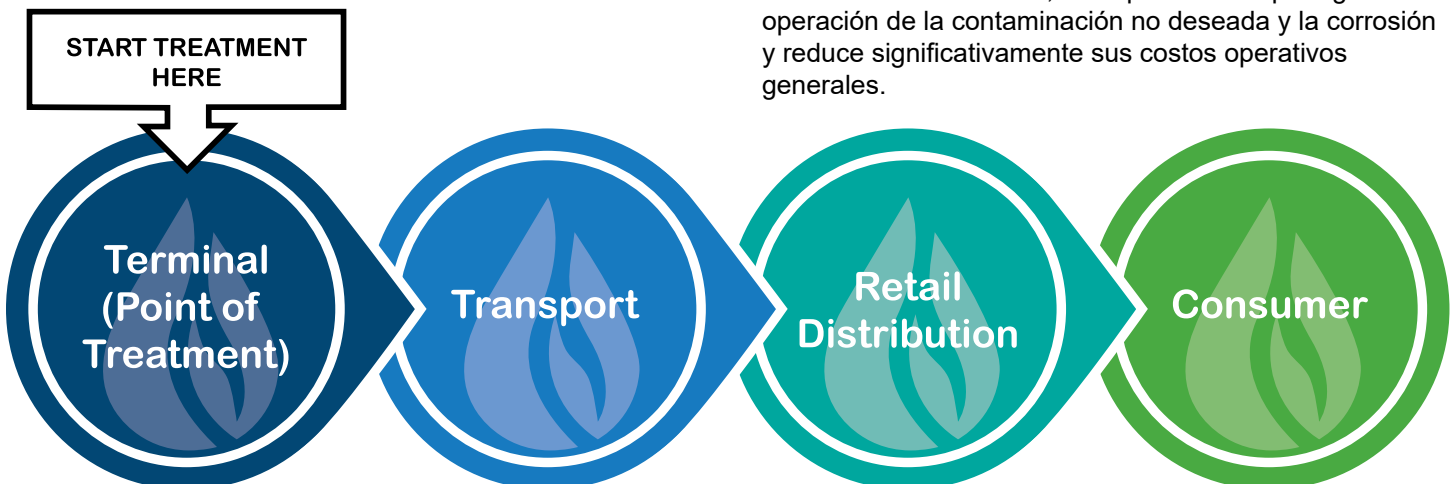 START TREATMENT
HERE
operación de la contaminación no deseada y la corrosión
y reduce significativamente sus costos operativos
generales.
Terminal
(Point of
Treatment)
Transport
Retail
Distribution
Consumer